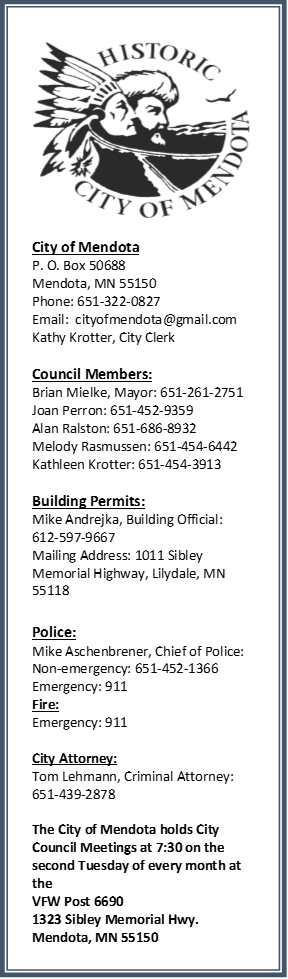 HISTORIC
CITY OF MENDOTA
City of Mendota
P. O. Box 50688
Mendota, MN 55150
Phone: 651-322-0827
Email:  cityofmendota@gmail.com
Kathy Krotter, City Clerk
Council Members:
Brian Mielke, Mayor: 651-261-2751
Joan Perron: 651-452-9359
Alan Ralston: 651-686-8932
Melody Rasmussen: 651-454-6442
Kathleen Krotter: 651-454-3913
Building Permits:
Mike Andrejka, Building Official:
612-597-9667
Mailing Address: 1011 Sibley
Memorial Highway, Lilydale, MN
55118
Police:
Mike Aschenbrener, Chief of Police:
Non-emergency: 651-452-1366
Emergency: 911
Fire:
Emergency: 911
City Attorney:
Tom Lehmann, Criminal Attorney:
651-439-2878
The City of Mendota holds City
Council Meetings at 7:30 on the
second Tuesday of every month at
the
VFW Post 6690
1323 Sibley Memorial Hwy.
Mendota, MN 55150